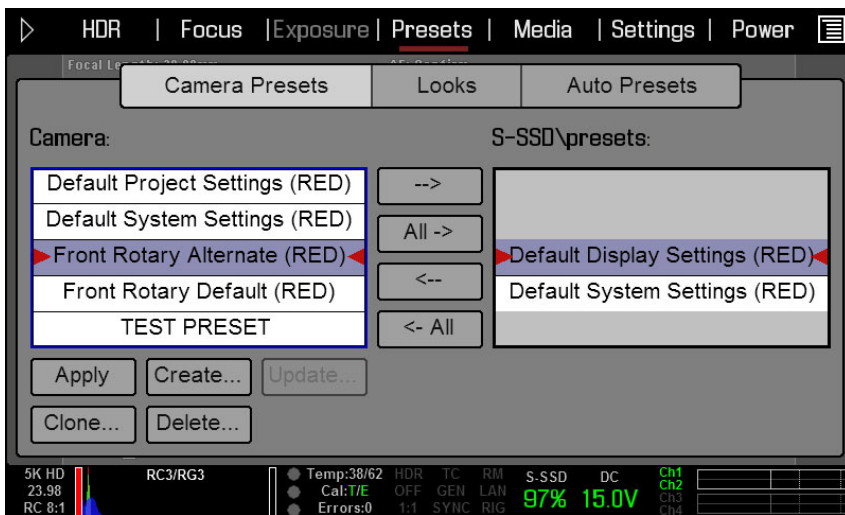 HDR | Focus | Exposure | Presets | Media | Settings | Power
Camera Presets Looks Auto Presets
Camera: S-SSD\presets:
Default Project Settings (RED) -->
Default System Settings (RED) All ->
Front Rotary Alternate (RED) Default Display Settings (RED)
Front Rotary Default (RED) <-- Default System Settings (RED)
TEST PRESET <- All
Apply Create... Update...
Clone... Delete...
5K HD RC3/RG3 Temp:38/62 HDR TC RM S-SSD DC Ch1
23.98 Cal:T/E OFF GEN LAN 97% 15.0V Ch2
RC 8:1 Errors:0 1:1 SYNC RIG Ch3
Ch4